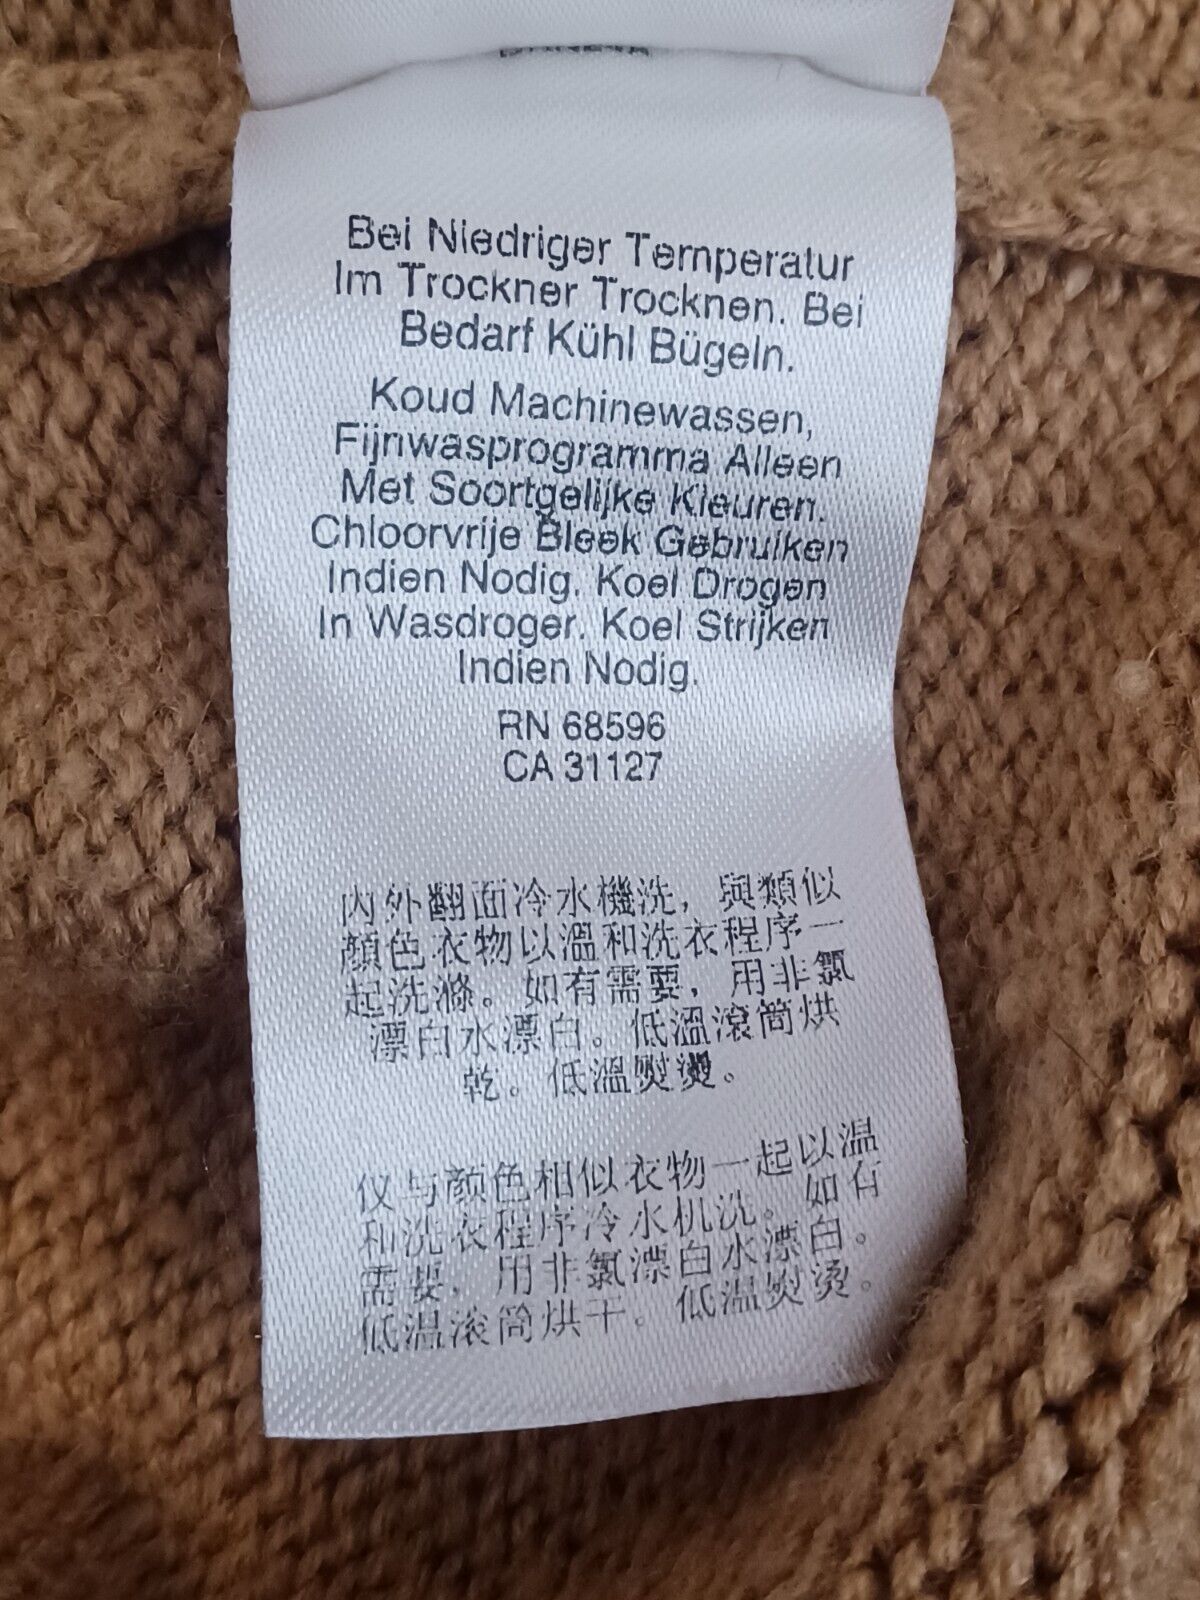 Bei Niedriger Temperatur
Im Trockner Trocknen. Bei
Bedarf Kühl Bügeln.
Koud Machinewassen,
Fijnwasprogramma Alleen
Met Soortgelijke Kleuren.
Chloorvrije Bleek Gebruiken
Indien Nodig. Koel Drogen
In Wasdroger. Koel Strijken
Indien Nodig.
RN 68596
CA 31127
內外翻面冷水機洗，與類似
顏色衣物以溫和洗衣程序一
起洗滌。如有需要，用非氯
漂白水漂白。低溫滾筒烘
乾。低溫熨燙。
仅与颜色相似衣物一起以温
和洗衣程序冷水机洗。如有
需要，用非氯漂白水漂白。
低温滚筒烘干。低温熨烫。